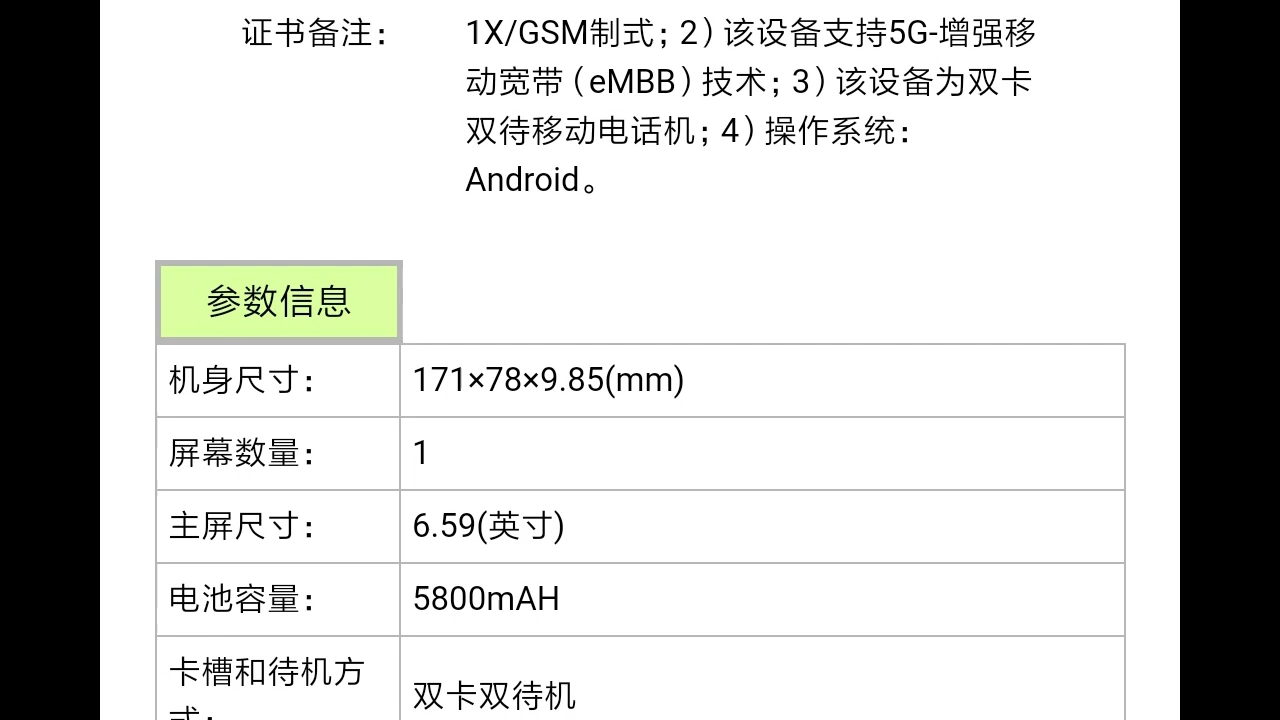 证书备注：
1X/GSM制式；2）该设备支持5G-增强移
动宽带（eMBB）技术；3）该设备为双卡
双待移动电话机；4）操作系统：
Android。
参数信息
机身尺寸： 171×78×9.85(mm)
屏幕数量： 1
主屏尺寸： 6.59(英寸)
电池容量： 5800mAH
卡槽和待机方
式： 双卡双待机